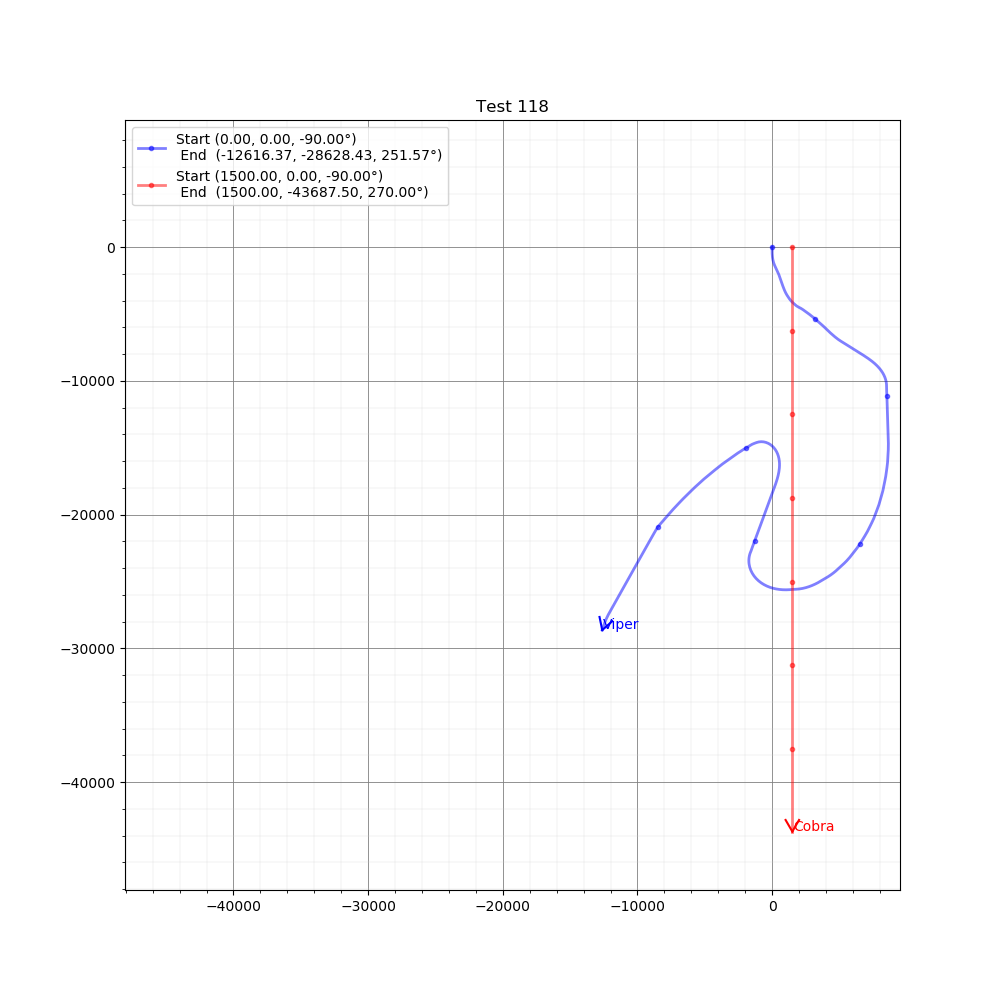 Test 118
Start (0.00, 0.00, -90.00°)
End  (-12616.37, -28628.43, 251.57°)
Start (1500.00, 0.00, -90.00°)
End  (1500.00, -43687.50, 270.00°)
0
−10000
−20000
−30000
−40000
Viper
Cobra
−40000 −30000 −20000 −10000 0